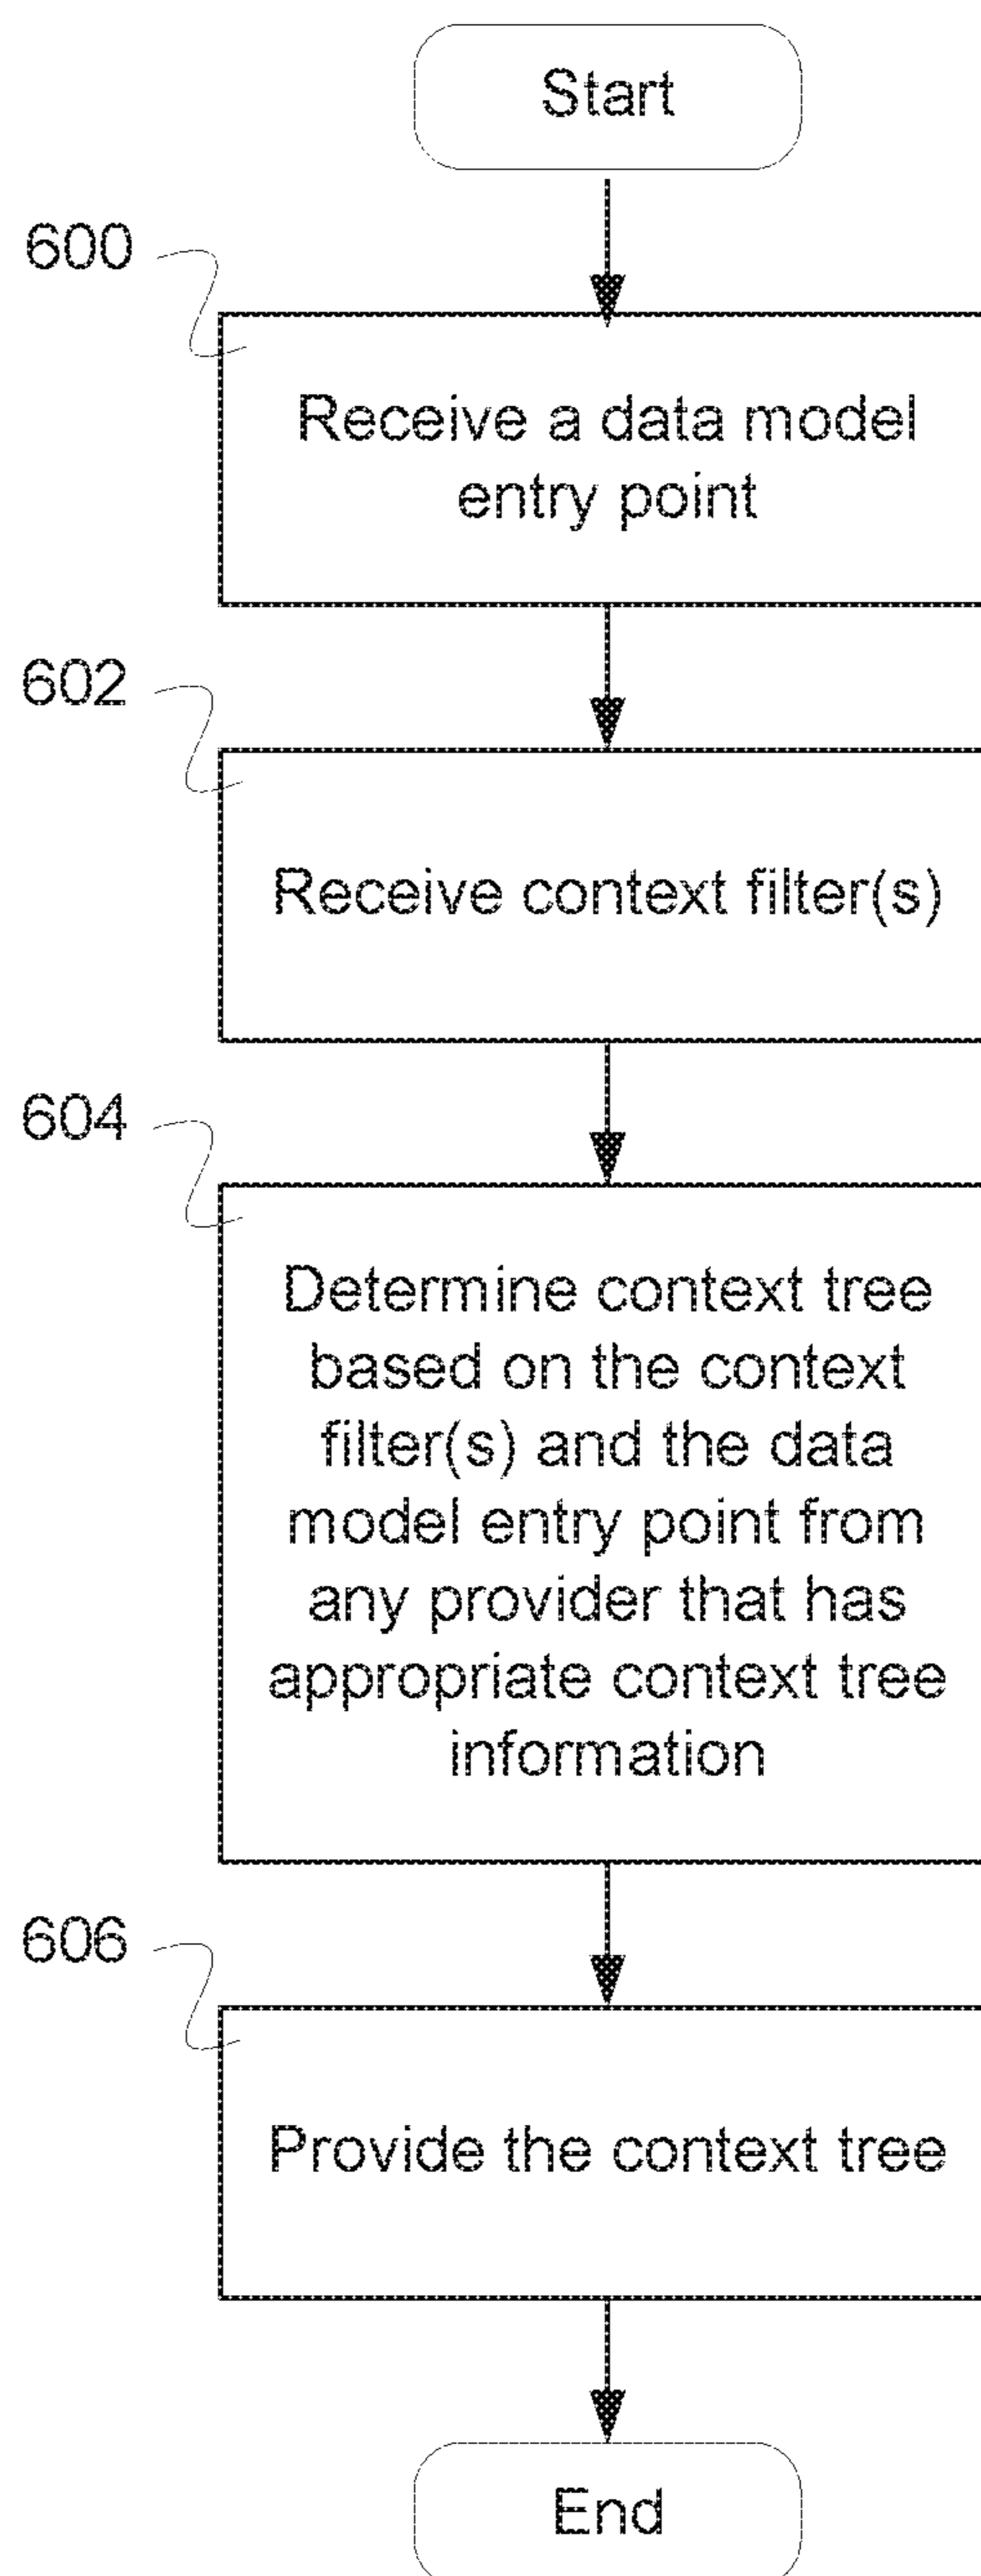 Start
600
Receive a data model
entry point
602
Receive context filter(s)
604
Determine context tree
based on the context
filter(s) and the data
model entry point from
any provider that has
appropriate context tree
information
606
Provide the context tree
End